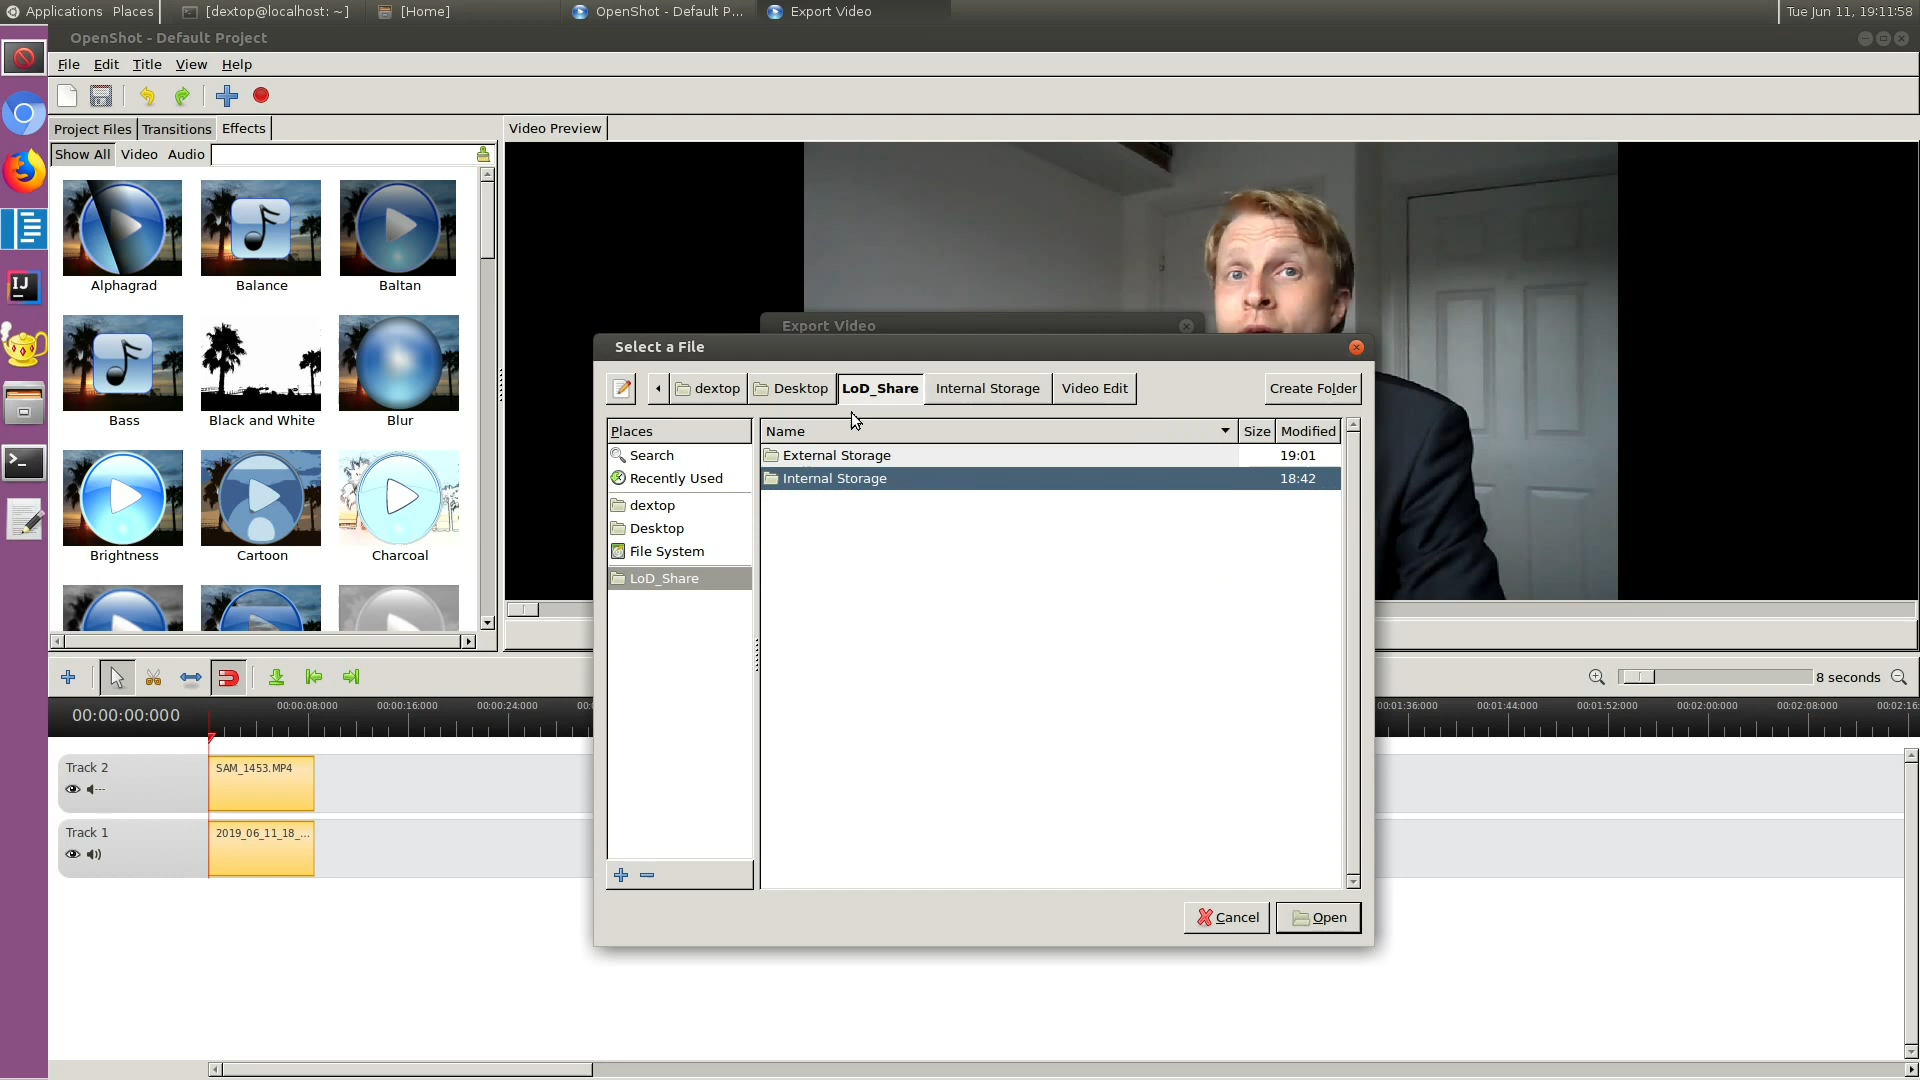 Applications Places [dextop@localhost: ~] [Home] OpenShot - Default P... Export Video Tue Jun 11, 19:11:58
OpenShot - Default Project
File Edit Title View Help
Project Files Transitions Effects Video Preview
Show All Video Audio
Alphagrad Balance Baltan
Bass Black and White Blur
Brightness Cartoon Charcoal
Export Video
Select a File
dextop Desktop LoD_Share Internal Storage Video Edit Create Folder
Places Name Size Modified
Search External Storage 19:01
Recently Used Internal Storage 18:42
dextop
Desktop
File System
LoD_Share
Cancel Open
8 seconds
00:00:00:000 00:00:08:000 00:00:16:000 00:00:24:000 00:01:36:000 00:01:44:000 00:01:52:000 00:02:00:000 00:02:08:000 00:02:16:
Track 2 SAM_1453.MP4
Track 1 2019_06_11_18_...
IJ